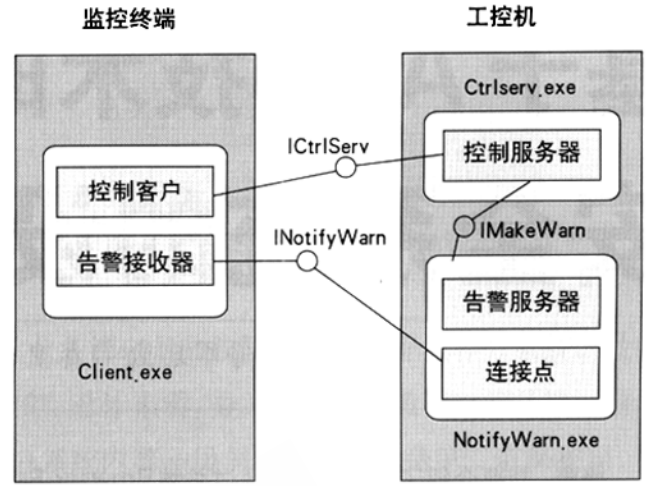 监控终端
工控机
Ctrlserv.exe
ICtrlServ
控制服务器
控制客户
INotifyWarn
IMakeWarn
告警接收器
告警服务器
Client.exe
连接点
NotifyWarn.exe